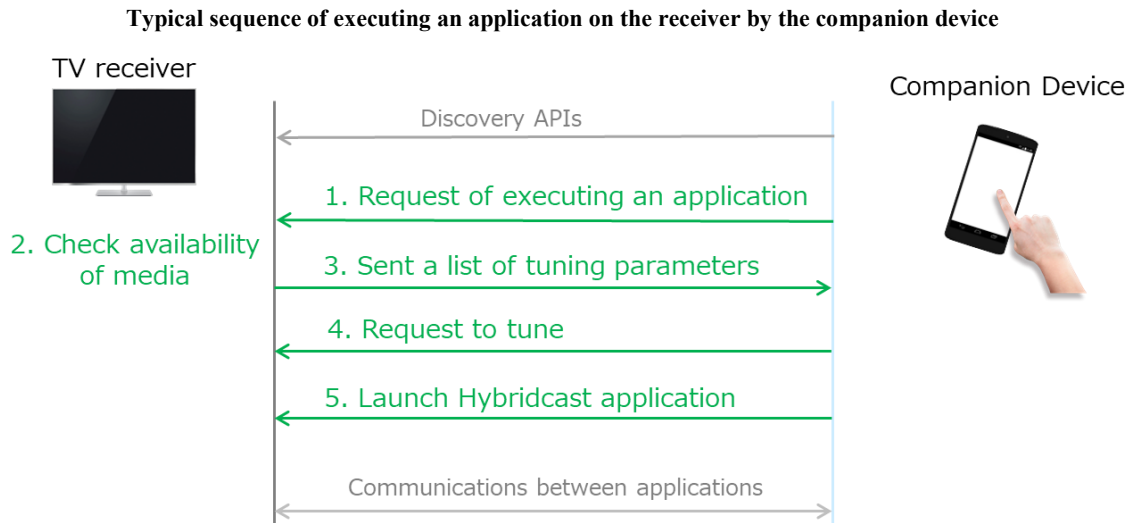 Typical sequence of executing an application on the receiver by the companion device
TV receiver
Companion Device
Discovery APIs
1. Request of executing an application
2. Check availability
of media
3. Sent a list of tuning parameters
4. Request to tune
5. Launch Hybridcast application
Communications between applications